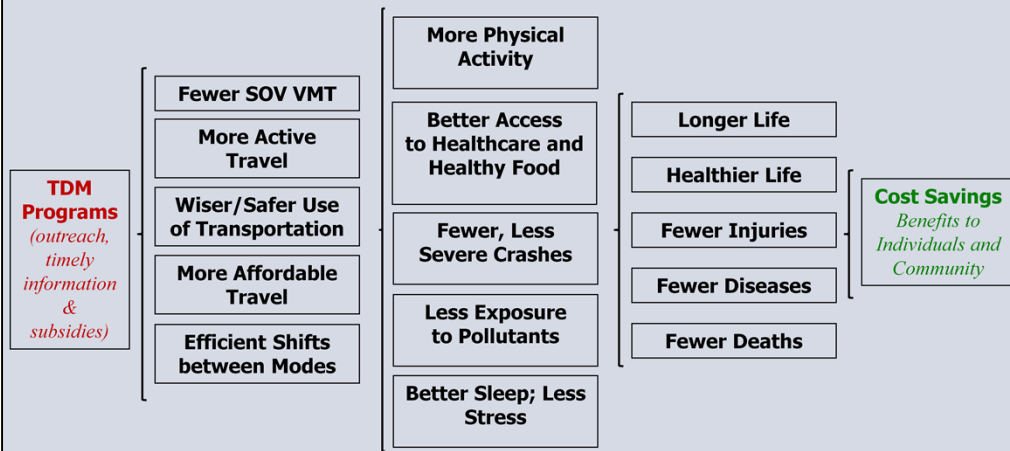 TDM
Programs
(outreach,
timely
information
&
subsidies)
Fewer SOV VMT
More Active
Travel
Wiser/Safer Use
of Transportation
More Affordable
Travel
Efficient Shifts
between Modes
More Physical
Activity
Better Access
to Healthcare and
Healthy Food
Fewer, Less
Severe Crashes
Less Exposure
to Pollutants
Better Sleep; Less
Stress
Longer Life
Healthier Life
Fewer Injuries
Fewer Diseases
Fewer Deaths
Cost Savings
Benefits to
Individuals and
Community